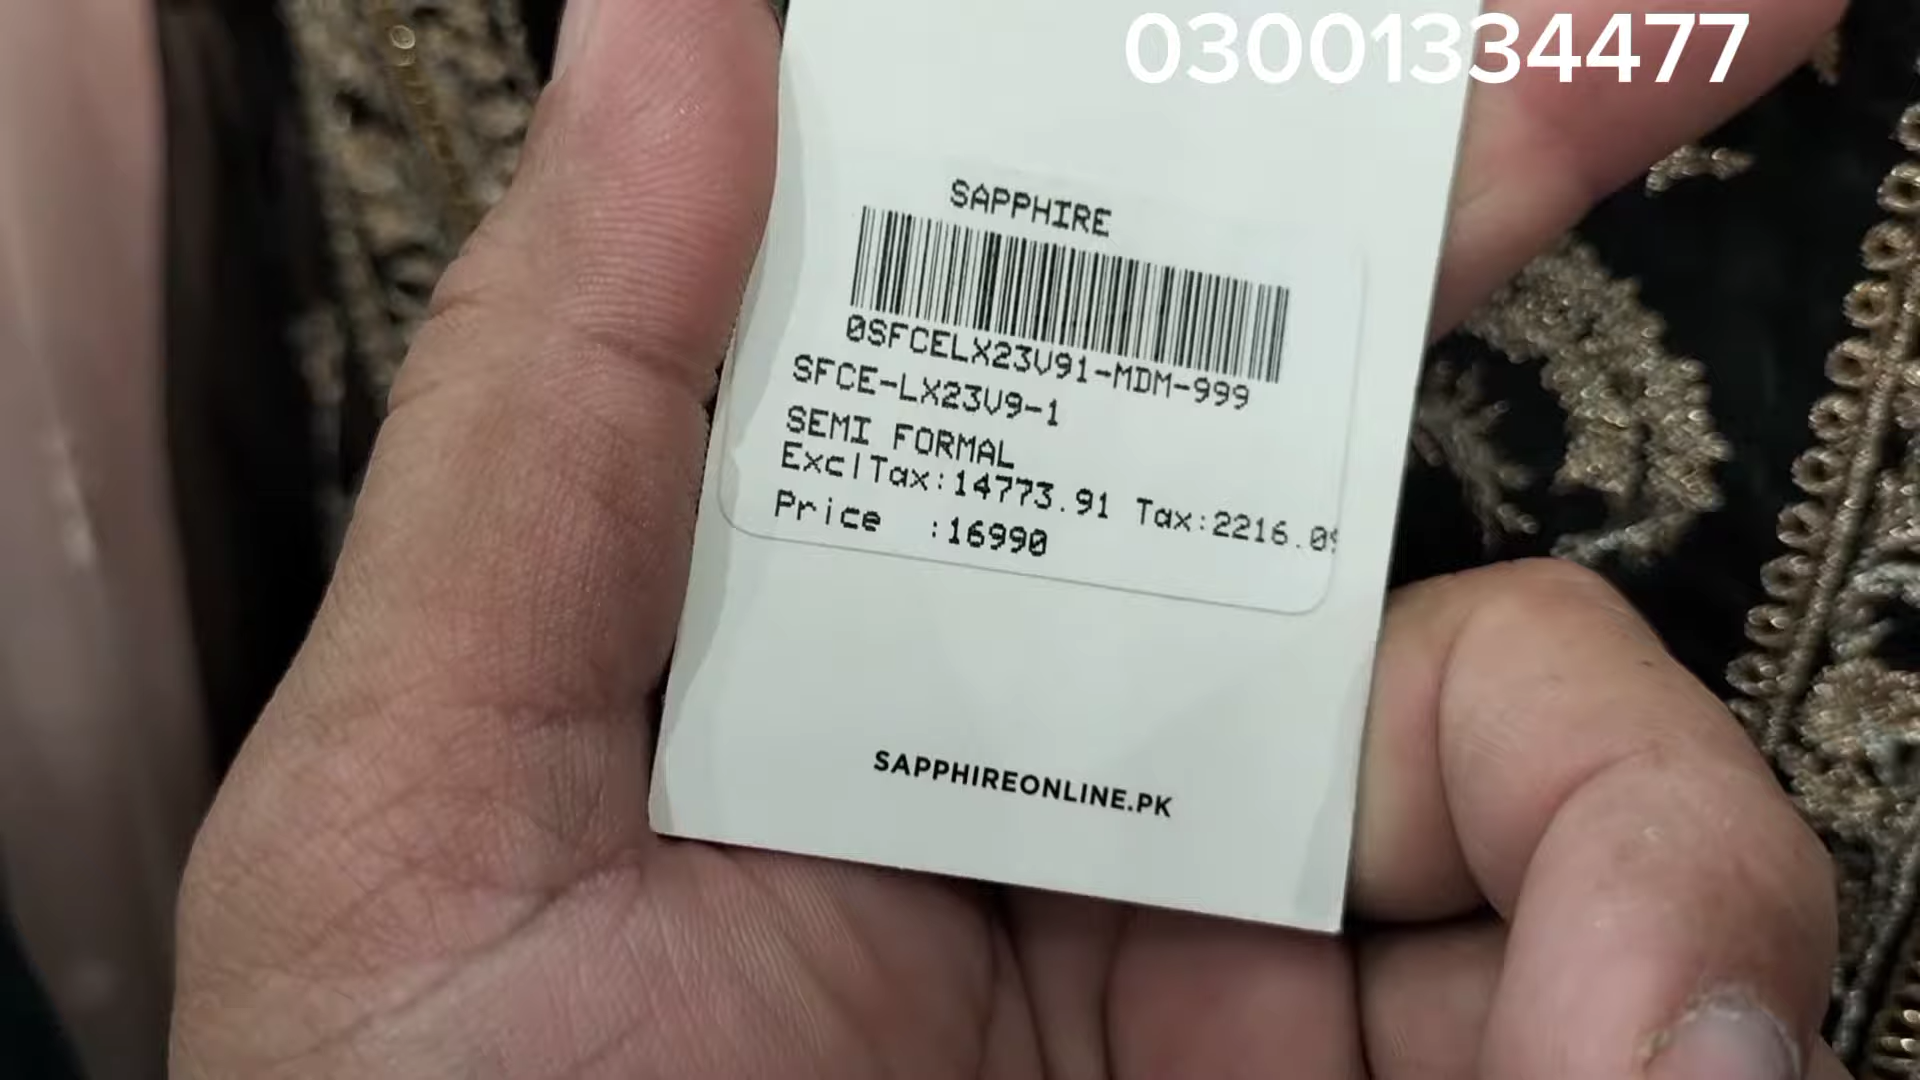 03001334477
SAPPHIRE
0SFCELX23V91-MDM-999
SFCE-LX23V9-1
SEMI FORMAL
ExclTax:14773.91 Tax:2216.09
Price :16990
SAPPHIREONLINE.PK